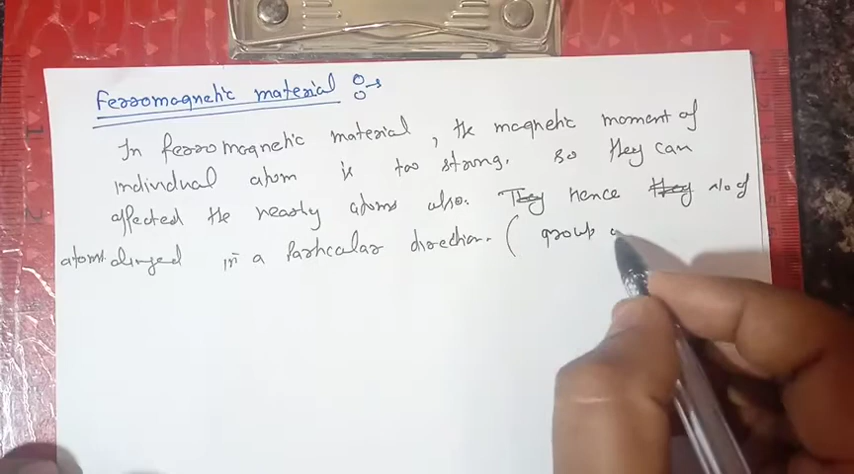 Ferromagnetic material :→
In ferromagnetic material, the magnetic moment of
individual atom is too strong. so they can
affected the nearby atoms also. They hence they No of
atoms alinged in a Particular direction. ( group